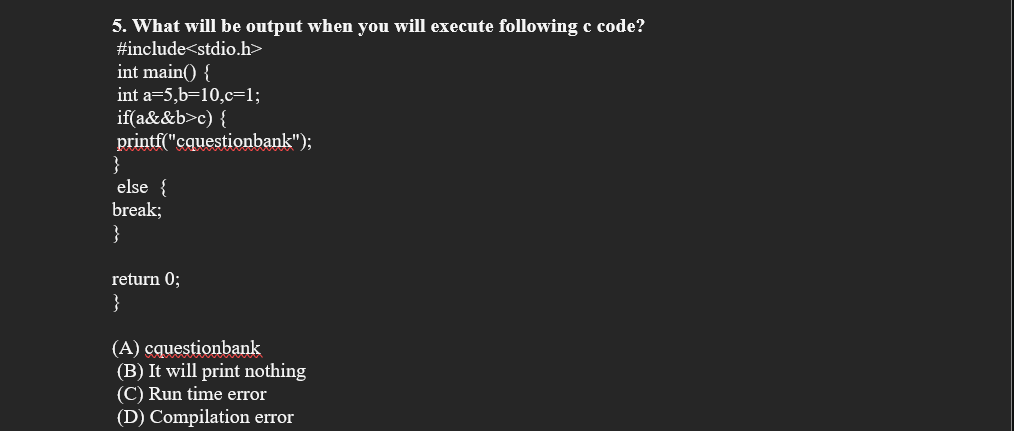 5. What will be output when you will execute following c code?
#include<stdio.h>
int main() {
int a=5,b=10,c=1;
if(a&&b>c) {
printf("cquestionbank");
}
else {
break;
}
return 0;
}
(A) cquestionbank
(B) It will print nothing
(C) Run time error
(D) Compilation error